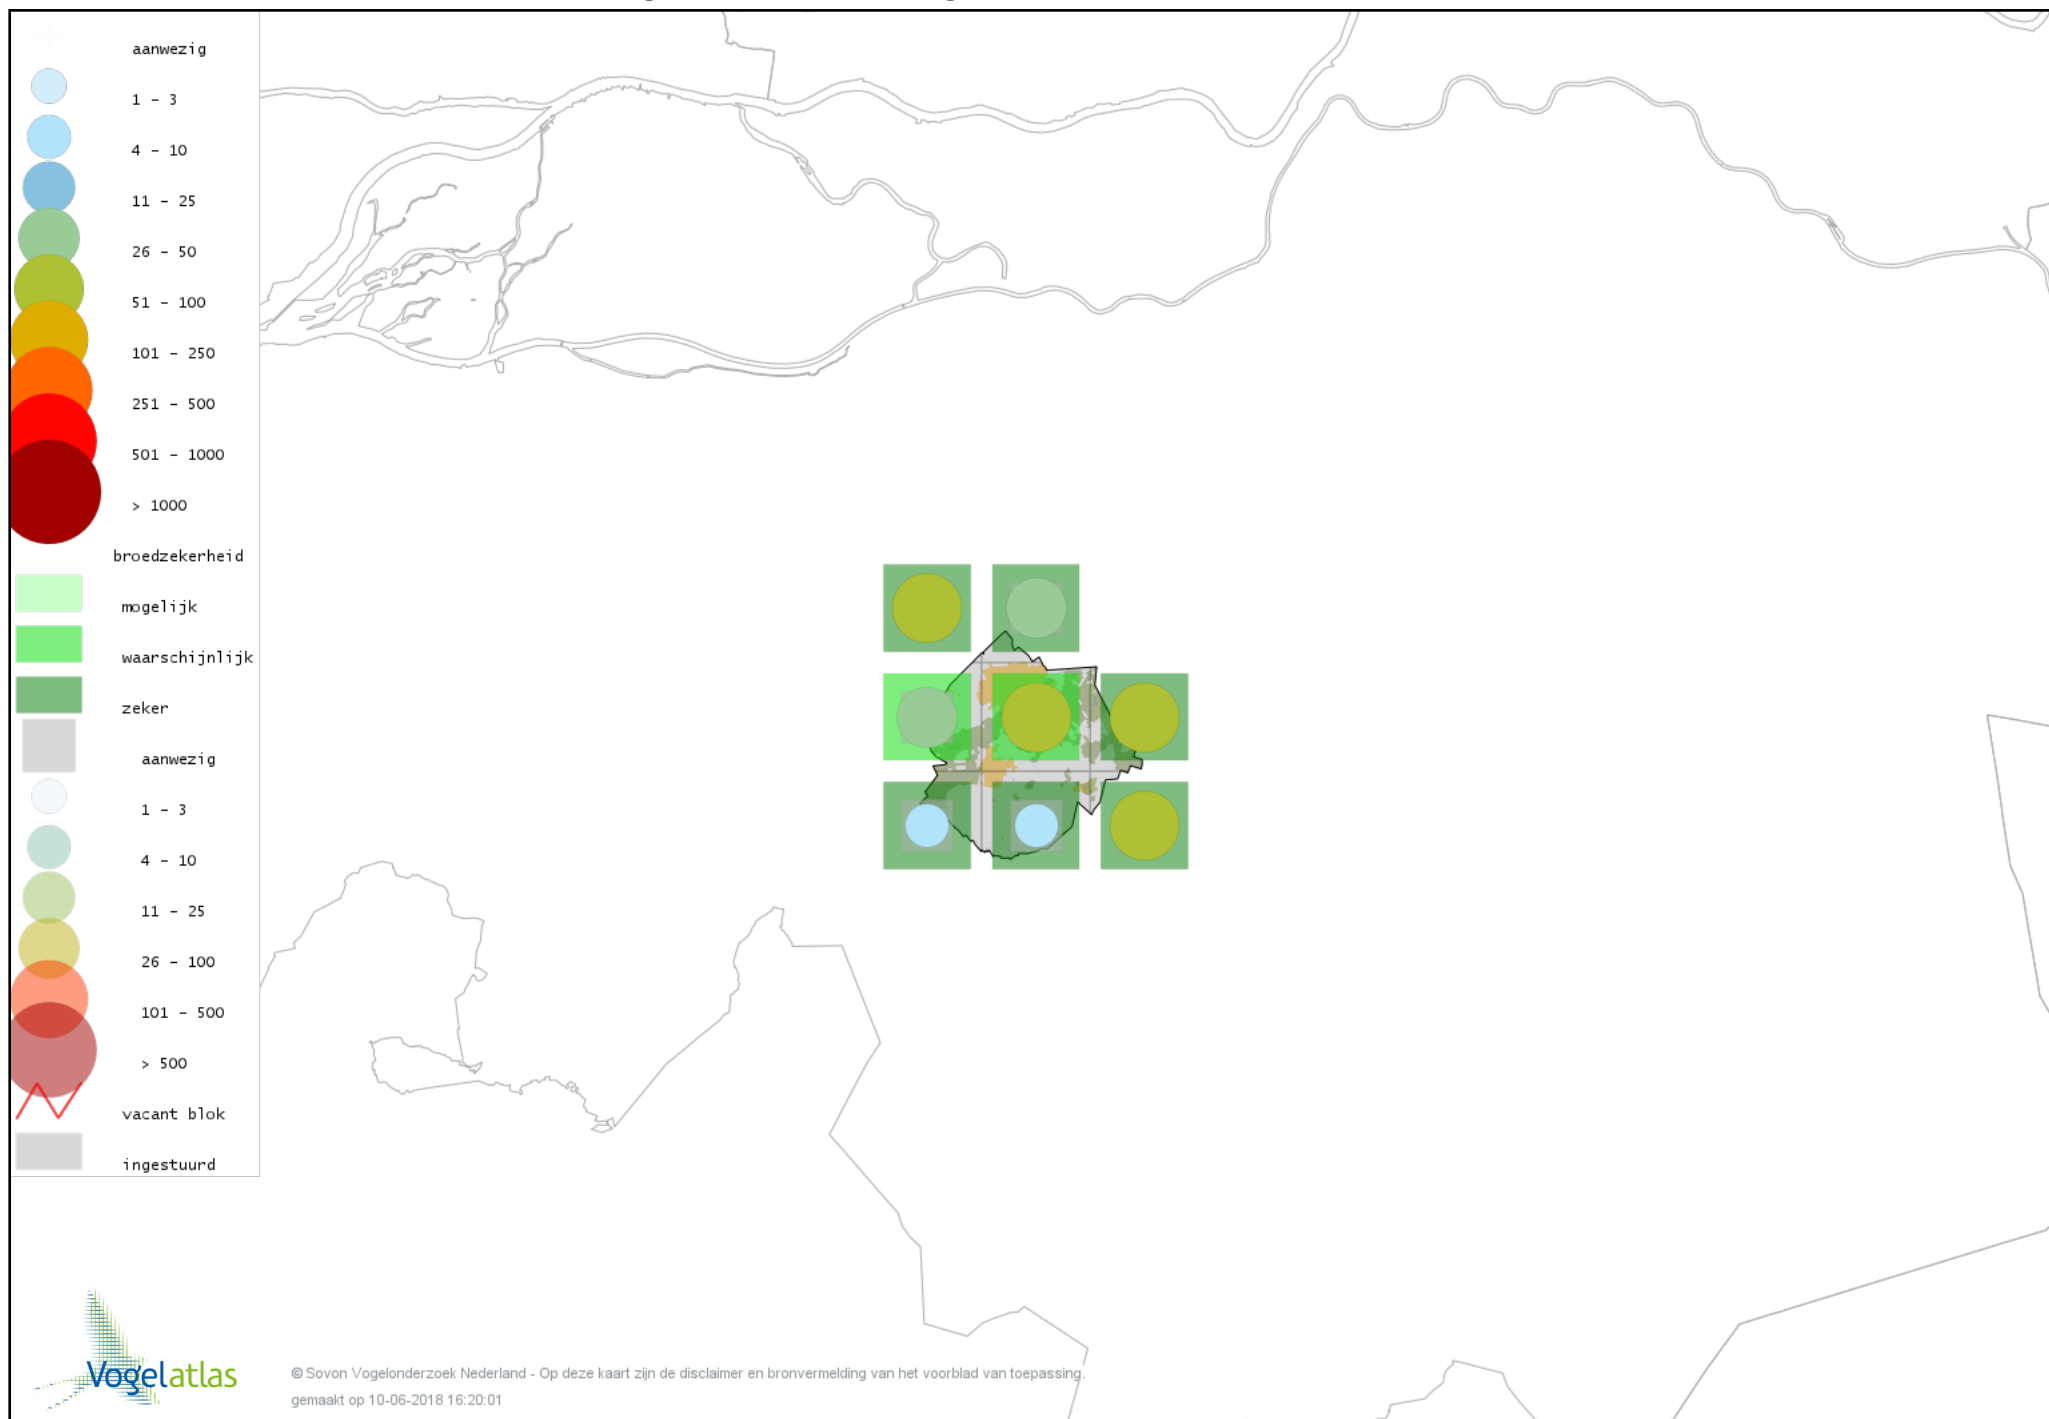 aanwezig
1 - 3
4 - 10
11 - 25
26 - 50
51 - 100
101 - 250
251 - 500
501 - 1000
> 1000
broedzekerheid
mogelijk
waarschijnlijk
zeker
aanwezig
1 - 3
4 - 10
11 - 25
26 - 100
101 - 500
> 500
vacant blok
ingestuurd
Vogelatlas
© Sovon Vogelonderzoek Nederland - Op deze kaart zijn de disclaimer en bronvermelding van het voorblad van toepassing.
gemaakt op 10-06-2018 16:20:01